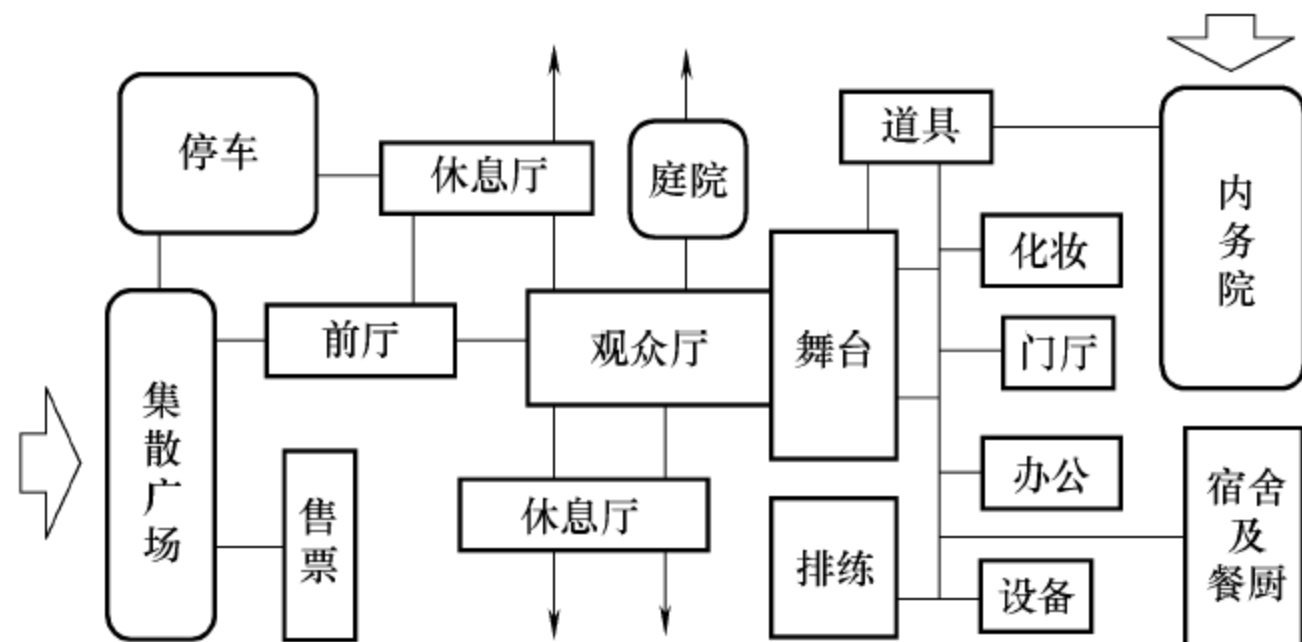 停车
休息厅
庭院
道具
内务院
化妆
前厅
观众厅
舞台
门厅
集散广场
售票
休息厅
排练
办公
宿舍及餐厨
设备